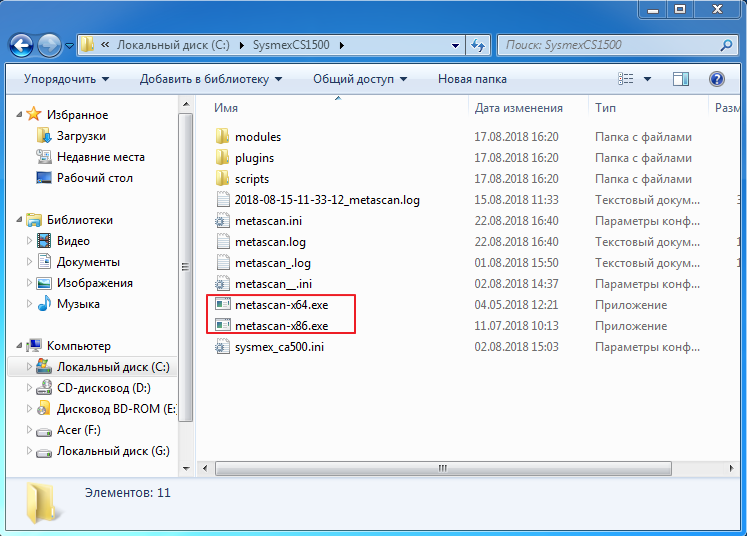 « Локальный диск (C:) ▸ SysmexCS1500 ▸
Поиск: SysmexCS1500
Упорядочить Добавить в библиотеку Общий доступ Новая папка
Избранное
Загрузки
Недавние места
Рабочий стол
Библиотеки
Видео
Документы
Изображения
Музыка
Компьютер
Локальный диск (C:)
CD-дисковод (D:)
Дисковод BD-ROM (E:
Acer (F:)
Локальный диск (G:)
Имя Дата изменения Тип Разм
modules 17.08.2018 16:20 Папка с файлами
plugins 17.08.2018 16:20 Папка с файлами
scripts 17.08.2018 16:20 Папка с файлами
2018-08-15-11-33-12_metascan.log 15.08.2018 11:33 Текстовый докум...
metascan.ini 22.08.2018 16:40 Параметры конф...
metascan.log 22.08.2018 16:40 Текстовый докум...
metascan_.log 01.08.2018 15:50 Текстовый докум...
metascan__.ini 02.08.2018 14:37 Параметры конф...
metascan-x64.exe 04.05.2018 12:21 Приложение
metascan-x86.exe 11.07.2018 10:13 Приложение
sysmex_ca500.ini 02.08.2018 15:03 Параметры конф...
Элементов: 11